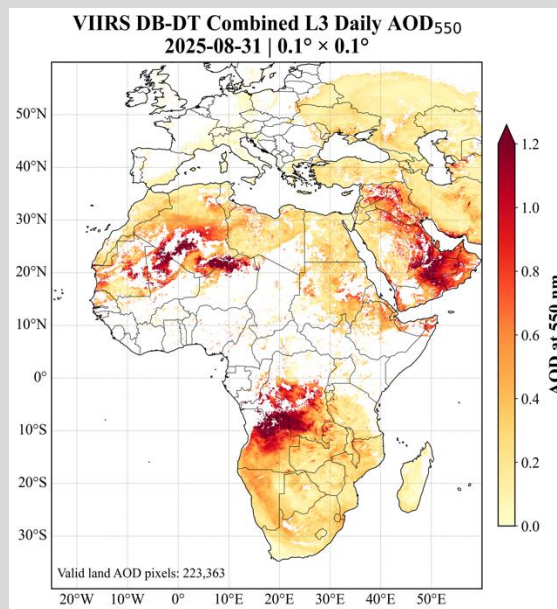 VIIRS DB-DT Combined L3 Daily AOD₅₅₀
2025-08-31 | 0.1° × 0.1°
50°N
40°N
30°N
20°N
10°N
0°
10°S
20°S
30°S
Valid land AOD pixels: 223,363
20°W 10°W 0° 10°E 20°E 30°E 40°E 50°E
1.2
1.0
0.8
0.6
0.4
0.2
0.0
AOD at 550 nm